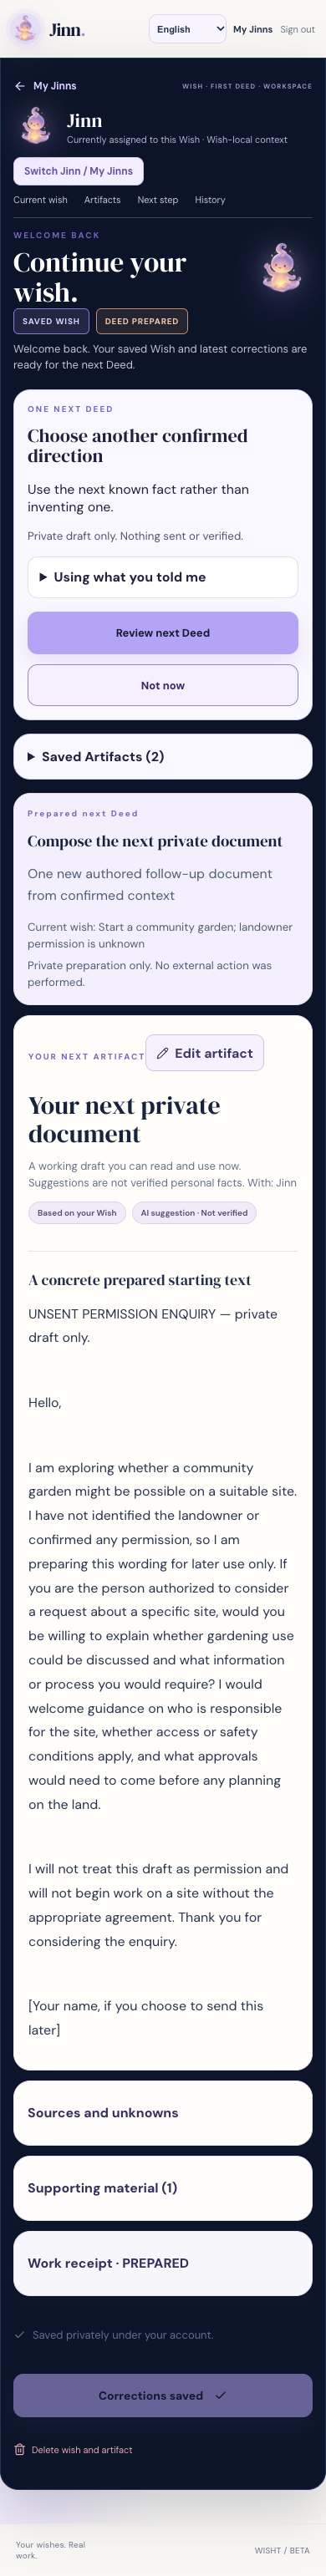 Jinn.
English
My Jinns
Sign out
My Jinns
WISH · FIRST DEED · WORKSPACE
Jinn
Currently assigned to this Wish · Wish-local context
Switch Jinn / My Jinns
Current wish
Artifacts
Next step
History
WELCOME BACK
Continue your
wish.
SAVED WISH
DEED PREPARED
Welcome back. Your saved Wish and latest corrections are
ready for the next Deed.
ONE NEXT DEED
Choose another confirmed
direction
Use the next known fact rather than
inventing one.
Private draft only. Nothing sent or verified.
Using what you told me
Review next Deed
Not now
Saved Artifacts (2)
Prepared next Deed
Compose the next private document
One new authored follow-up document
from confirmed context
Current wish: Start a community garden; landowner
permission is unknown
Private preparation only. No external action was
performed.
YOUR NEXT ARTIFACT
Edit artifact
Your next private
document
A working draft you can read and use now.
Suggestions are not verified personal facts. With: Jinn
Based on your Wish
AI suggestion · Not verified
A concrete prepared starting text
UNSENT PERMISSION ENQUIRY — private
draft only.
Hello,
I am exploring whether a community
garden might be possible on a suitable site.
I have not identified the landowner or
confirmed any permission, so I am
preparing this wording for later use only. If
you are the person authorized to consider
a request about a specific site, would you
be willing to explain whether gardening use
could be discussed and what information
or process you would require? I would
welcome guidance on who is responsible
for the site, whether access or safety
conditions apply, and what approvals
would need to come before any planning
on the land.
I will not treat this draft as permission and
will not begin work on a site without the
appropriate agreement. Thank you for
considering the enquiry.
[Your name, if you choose to send this
later]
Sources and unknowns
Supporting material (1)
Work receipt · PREPARED
Saved privately under your account.
Corrections saved
Delete wish and artifact
Your wishes. Real
work.
WISHT / BETA